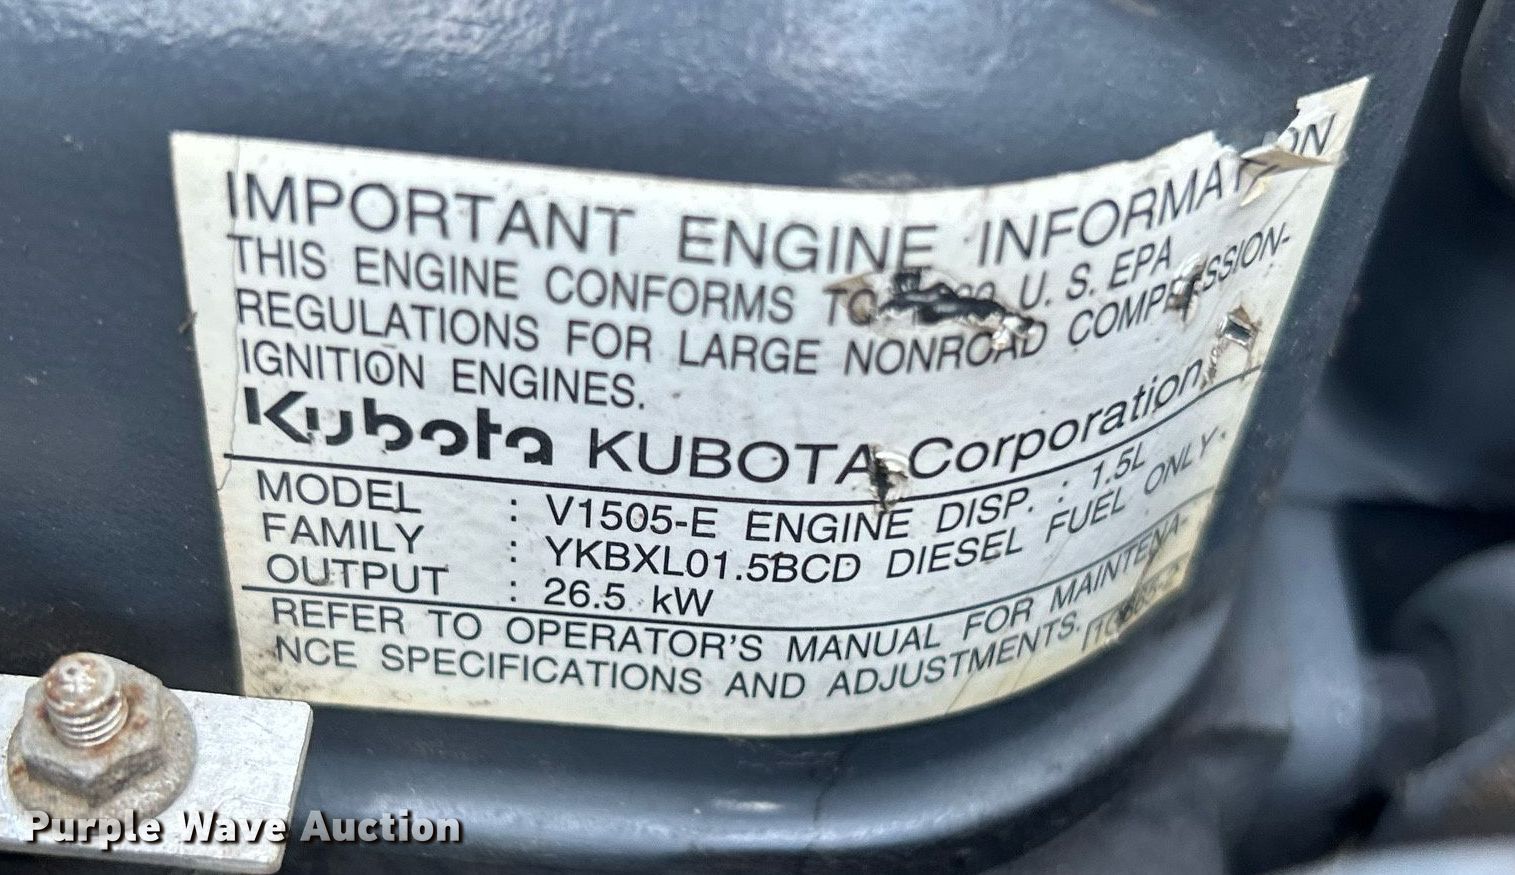 IMPORTANT ENGINE INFORMATION
THIS ENGINE CONFORMS TO U. S. EPA
REGULATIONS FOR LARGE NONROAD COMPRESSION-
IGNITION ENGINES.
Kubota KUBOTA Corporation
MODEL : V1505-E ENGINE DISP. : 1.5L
FAMILY : YKBXL01.5BCD DIESEL FUEL ONLY.
OUTPUT : 26.5 kW
REFER TO OPERATOR'S MANUAL FOR MAINTENA-
NCE SPECIFICATIONS AND ADJUSTMENTS.
Purple Wave Auction